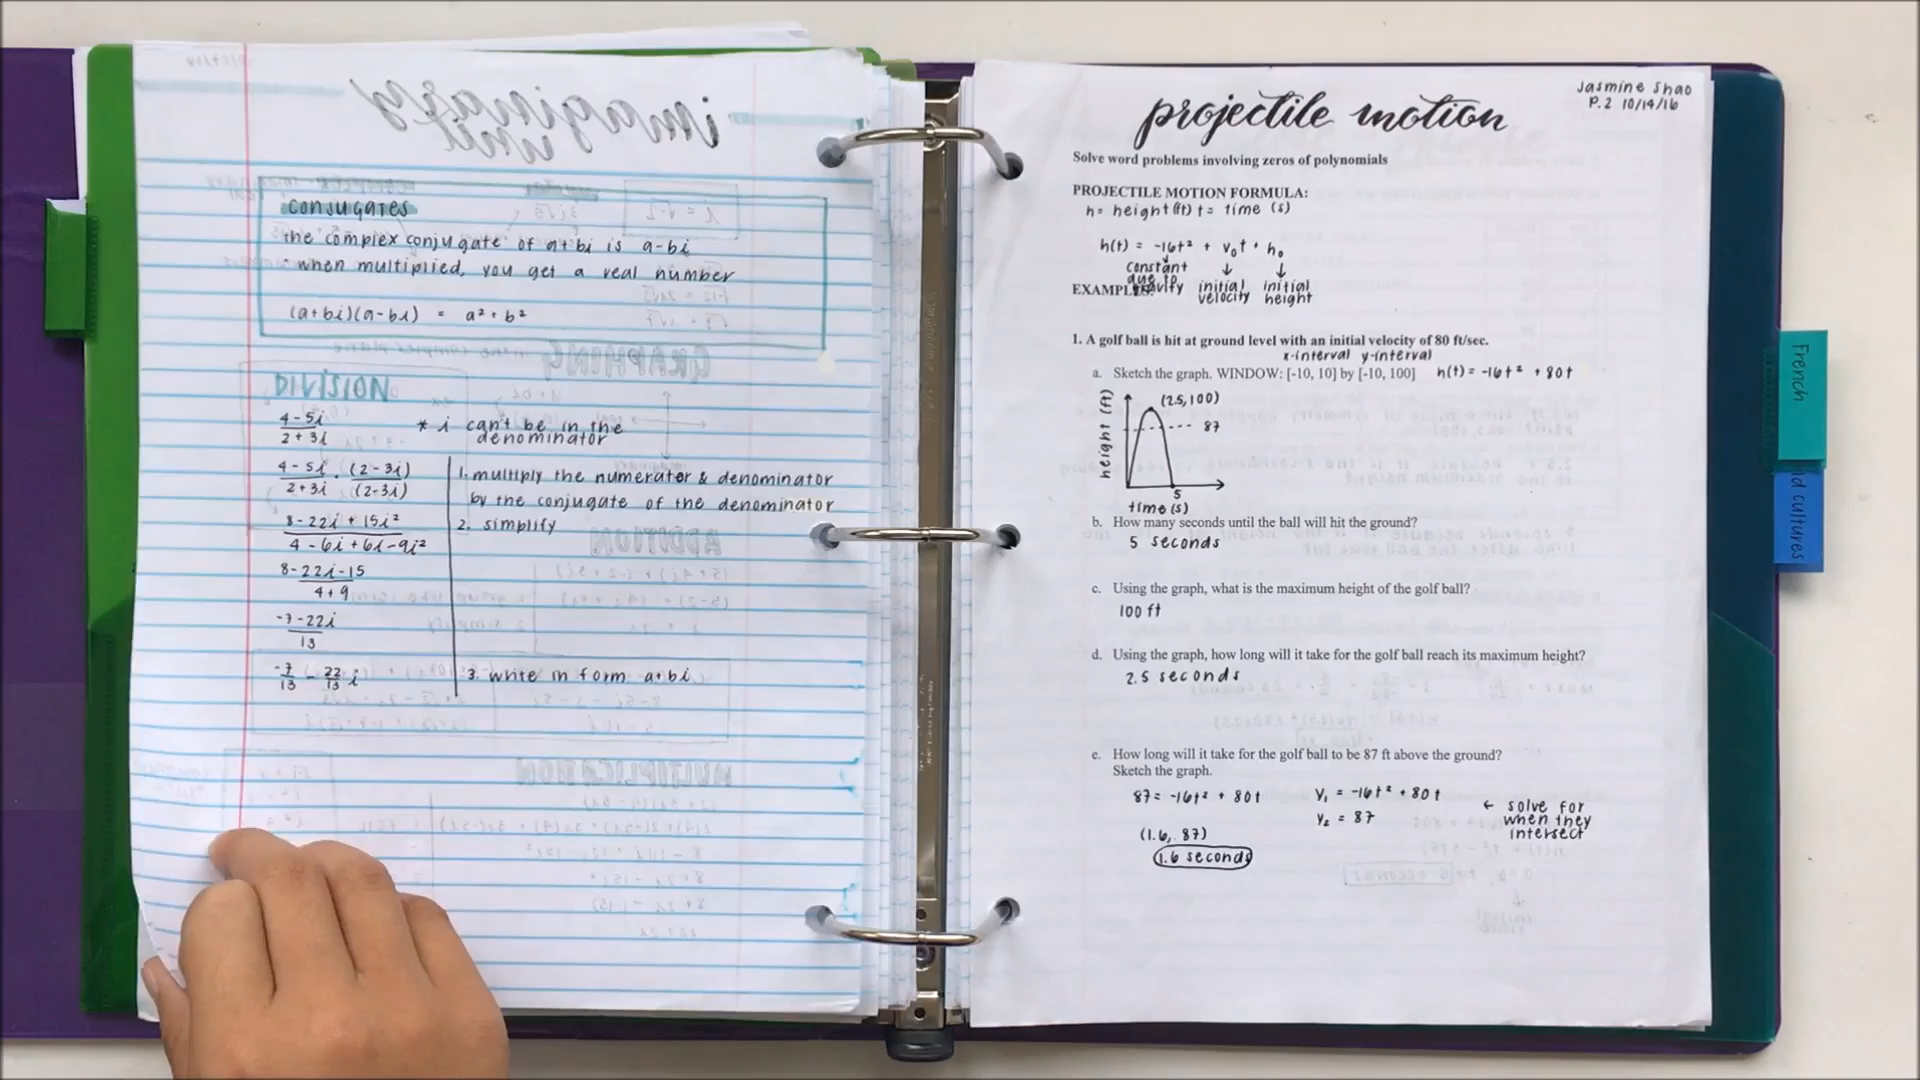 CONJUGATES
the complex conjugate of a+bi is a-bi
· when multiplied, you get a real number
(a+bi)(a-bi) = a² + b²
DIVISION
4-5i
2+3i
* i can't be in the
denominator
4-5i · (2-3i)
2+3i (2-3i)
1. multiply the numerator & denominator
by the conjugate of the denominator
8-22i + 15i²
4-6i+6i-9i²
2. simplify
8-22i-15
4+9
-7-22i
13
-7/13 - 22/13 i
3. write in form a+bi
Jasmine Shao
P.2 10/14/16
projectile motion
Solve word problems involving zeros of polynomials
PROJECTILE MOTION FORMULA:
h= height(ft) t= time (s)
h(t) = -16t² + v₀t + h₀
constant
due to
gravity
initial
velocity
initial
height
EXAMPLES:
1. A golf ball is hit at ground level with an initial velocity of 80 ft/sec.
x-interval y-interval
a. Sketch the graph. WINDOW: [-10, 10] by [-10, 100] h(t) = -16t² + 80t
height (ft)
(2.5, 100)
87
5
time (s)
b. How many seconds until the ball will hit the ground?
5 seconds
c. Using the graph, what is the maximum height of the golf ball?
100 ft
d. Using the graph, how long will it take for the golf ball reach its maximum height?
2.5 seconds
e. How long will it take for the golf ball to be 87 ft above the ground?
Sketch the graph.
87 = -16t² + 80t
y₁ = -16t² + 80t
y₂ = 87
← solve for
when they
intersect
(1.6, 87)
1.6 seconds
French
d cultures